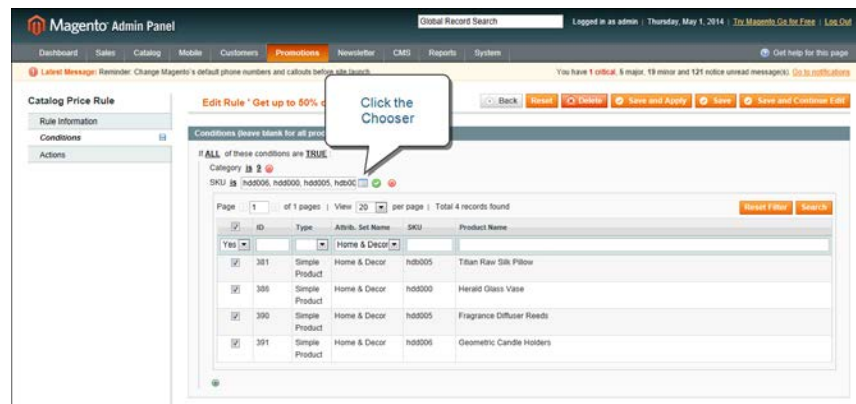 Magento Admin Panel
Global Record Search
Logged in as admin | Thursday, May 1, 2014 | Try Magento Go for Free | Log Out
Dashboard Sales Catalog Mobile Customers Promotions Newsletter CMS Reports System
Get help for this page
Latest Message: Reminder: Change Magento's default phone numbers and callouts before site launch
You have 1 critical, 5 major, 19 minor and 121 notice unread message(s). Go to notifications
Catalog Price Rule
Rule Information
Conditions
Actions
Edit Rule ' Get up to 50% o
Back Reset Delete Save and Apply Save Save and Continue Edit
Click the
Chooser
Conditions (leave blank for all pro
If ALL of these conditions are TRUE :
Category is 9
SKU is hdd006, hdd000, hdd005, hdb00
Page 1 of 1 pages | View 20 per page | Total 4 records found
Reset Filter Search
ID Type Attrib. Set Name SKU Product Name
Yes Home & Decor
381 Simple Product Home & Decor hdb005 Titian Raw Silk Pillow
386 Simple Product Home & Decor hdd000 Herald Glass Vase
390 Simple Product Home & Decor hdd005 Fragrance Diffuser Reeds
391 Simple Product Home & Decor hdd006 Geometric Candle Holders